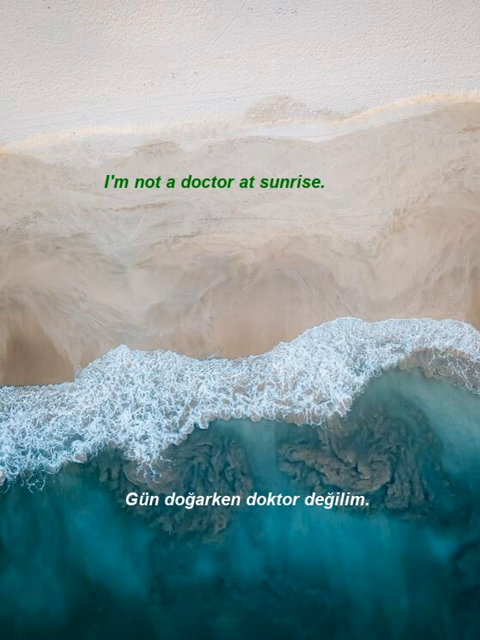 I'm not a doctor at sunrise.
Gün doğarken doktor değilim.